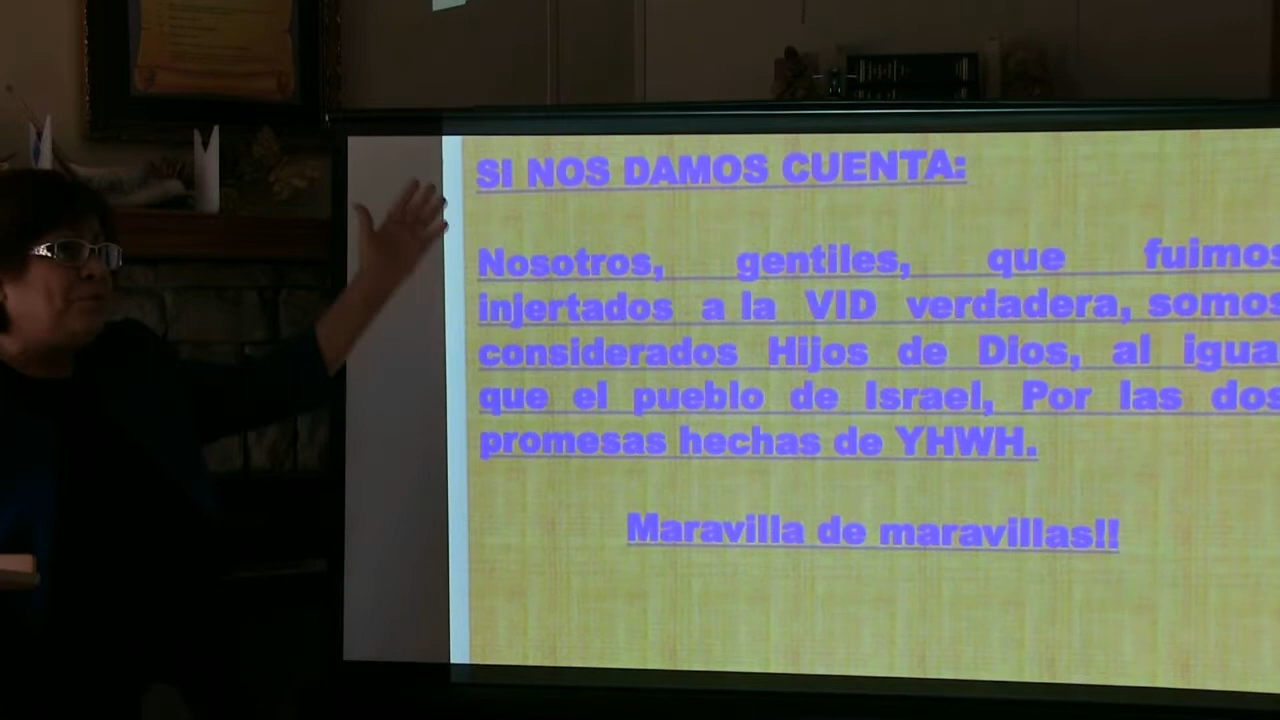 SI NOS DAMOS CUENTA:
Nosotros, gentiles, que fuimos
injertados a la VID verdadera, somos
considerados Hijos de Dios, al igual
que el pueblo de Israel, Por las dos
promesas hechas de YHWH.
Maravilla de maravillas!!